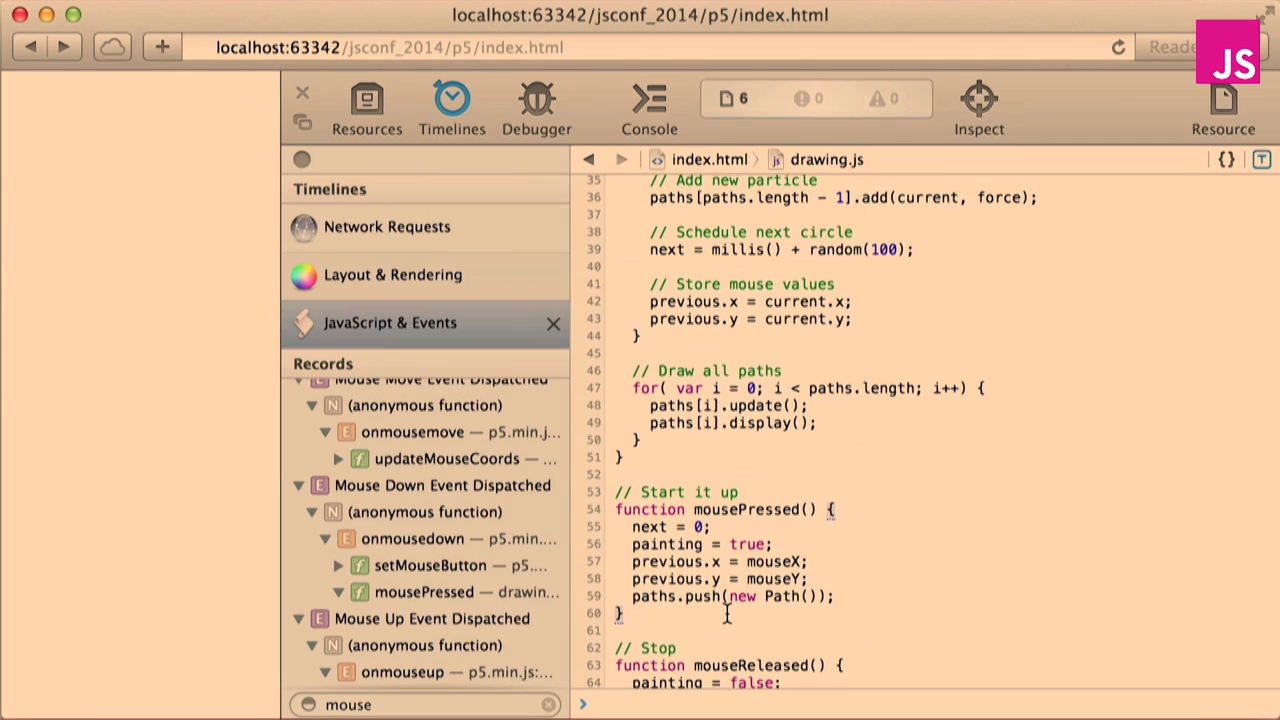 localhost:63342/jsconf_2014/p5/index.html
localhost:63342/jsconf_2014/p5/index.html
Reade
JS
Resources
Timelines
Debugger
Console
6
0
0
Inspect
Resource
index.html
drawing.js
{}
T
Timelines
Network Requests
Layout & Rendering
JavaScript & Events
Records
Mouse Move Event Dispatched
N (anonymous function)
E onmousemove — p5.min.j...
f updateMouseCoords — ...
E Mouse Down Event Dispatched
N (anonymous function)
E onmousedown — p5.min....
f setMouseButton — p5....
f mousePressed — drawin...
E Mouse Up Event Dispatched
N (anonymous function)
E onmouseup — p5.min.js:...
mouse
35 // Add new particle
36 paths[paths.length - 1].add(current, force);
37
38 // Schedule next circle
39 next = millis() + random(100);
40
41 // Store mouse values
42 previous.x = current.x;
43 previous.y = current.y;
44 }
45
46 // Draw all paths
47 for( var i = 0; i < paths.length; i++) {
48 paths[i].update();
49 paths[i].display();
50 }
51 }
52
53 // Start it up
54 function mousePressed() {
55 next = 0;
56 painting = true;
57 previous.x = mouseX;
58 previous.y = mouseY;
59 paths.push(new Path());
60 }
61
62 // Stop
63 function mouseReleased() {
64 painting = false;